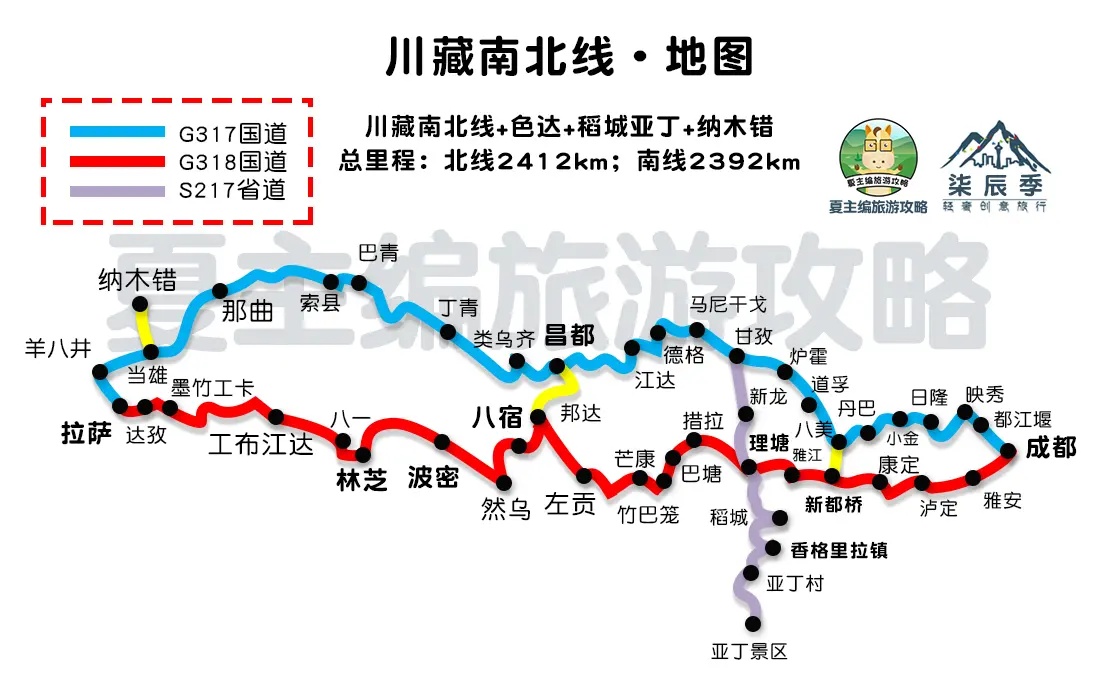 川藏南北线·地图
G317国道
G318国道
S217省道
川藏南北线+色达+稻城亚丁+纳木错
总里程：北线2412km；南线2392km
夏主编旅游攻略
夏主编旅游攻略
柒辰季
轻奢创意旅行
夏主编旅游攻略
纳木错
那曲
索县
巴青
丁青
类乌齐
昌都
江达
德格
马尼干戈
甘孜
炉霍
道孚
八美
丹巴
小金
日隆
映秀
都江堰
成都
羊八井
当雄
拉萨
达孜
墨竹工卡
工布江达
八一
林芝
波密
然乌
八宿
邦达
左贡
芒康
竹巴笼
巴塘
措拉
新龙
理塘
雅江
新都桥
康定
泸定
雅安
稻城
香格里拉镇
亚丁村
亚丁景区